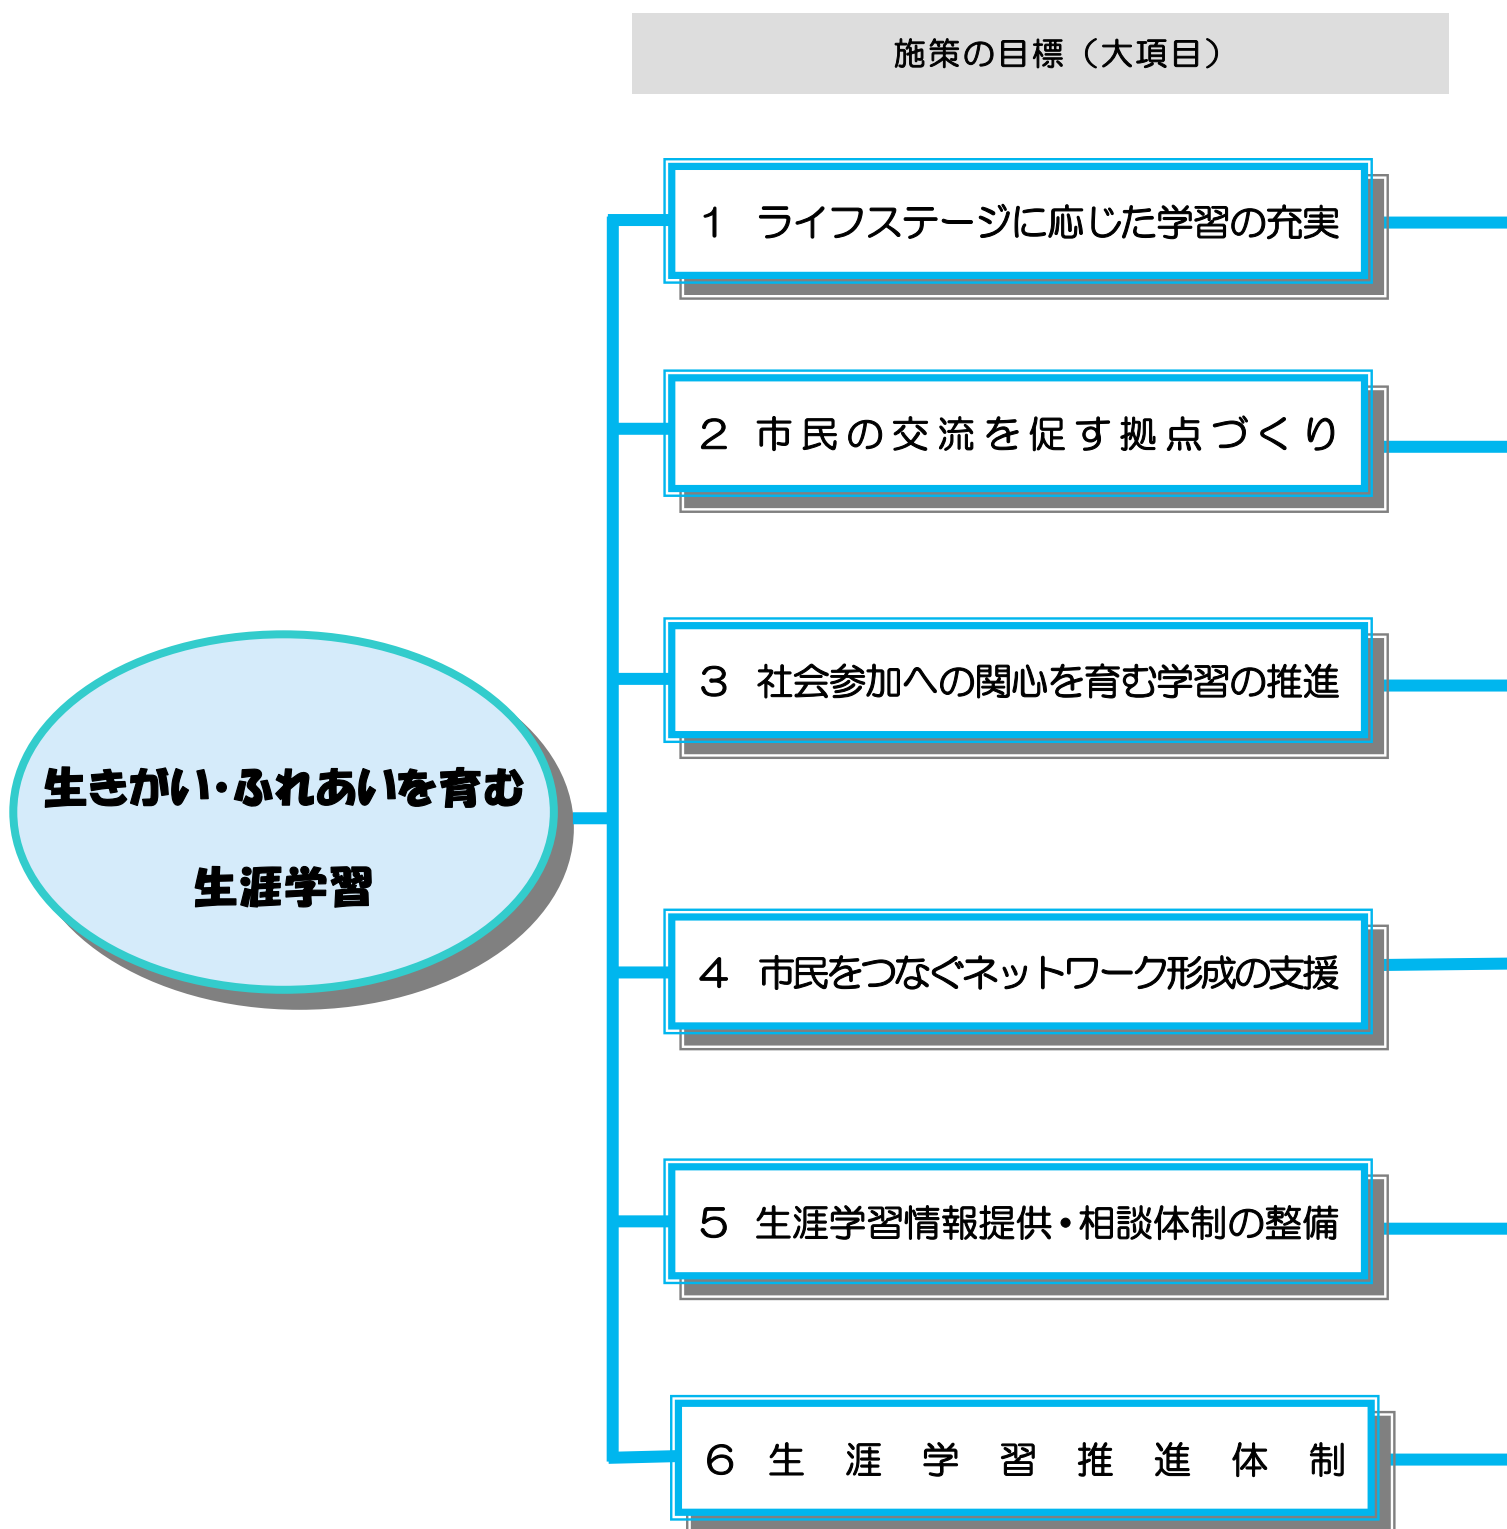 施策の目標（大項目）
１　ライフステージに応じた学習の充実
２　市民の交流を促す拠点づくり
３　社会参加への関心を育む学習の推進
生きがい・ふれあいを育む
生涯学習
４　市民をつなぐネットワーク形成の支援
５　生涯学習情報提供・相談体制の整備
６　生涯学習推進体制